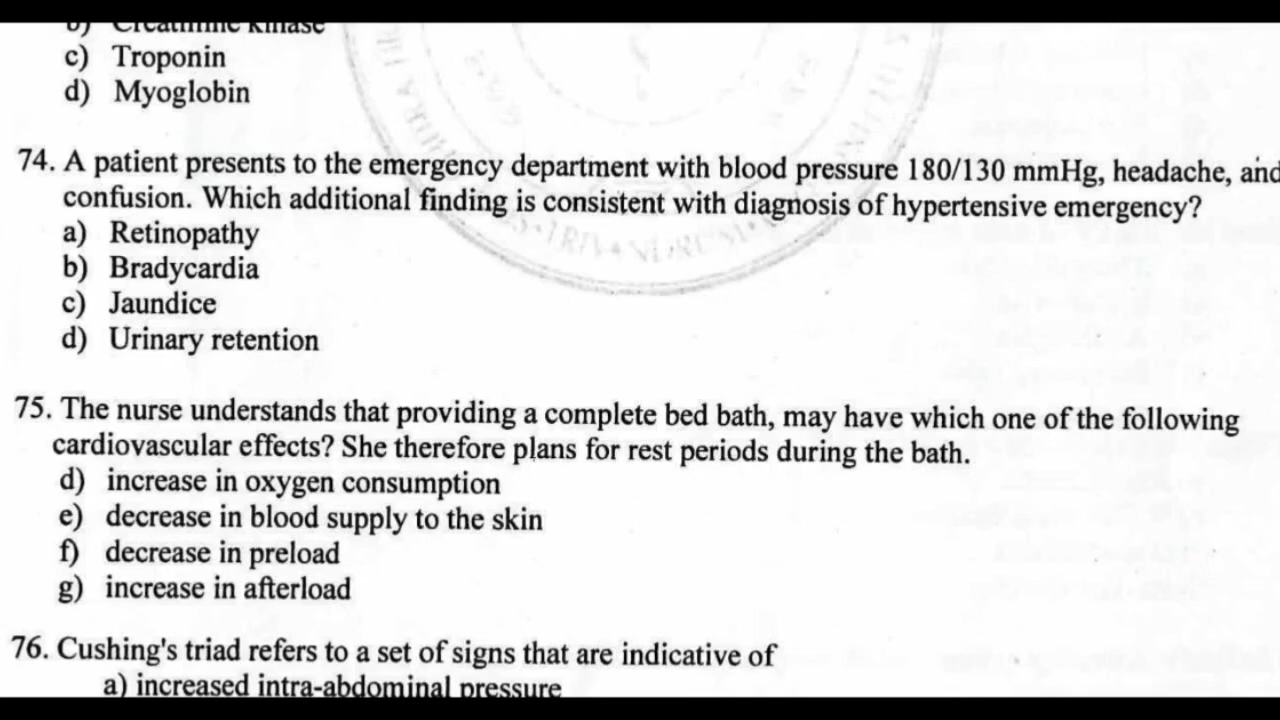 b) Creatinine kinase
c) Troponin
d) Myoglobin
74. A patient presents to the emergency department with blood pressure 180/130 mmHg, headache, and
confusion. Which additional finding is consistent with diagnosis of hypertensive emergency?
a) Retinopathy
b) Bradycardia
c) Jaundice
d) Urinary retention
75. The nurse understands that providing a complete bed bath, may have which one of the following
cardiovascular effects? She therefore plans for rest periods during the bath.
d) increase in oxygen consumption
e) decrease in blood supply to the skin
f) decrease in preload
g) increase in afterload
76. Cushing's triad refers to a set of signs that are indicative of
a) increased intra-abdominal pressure